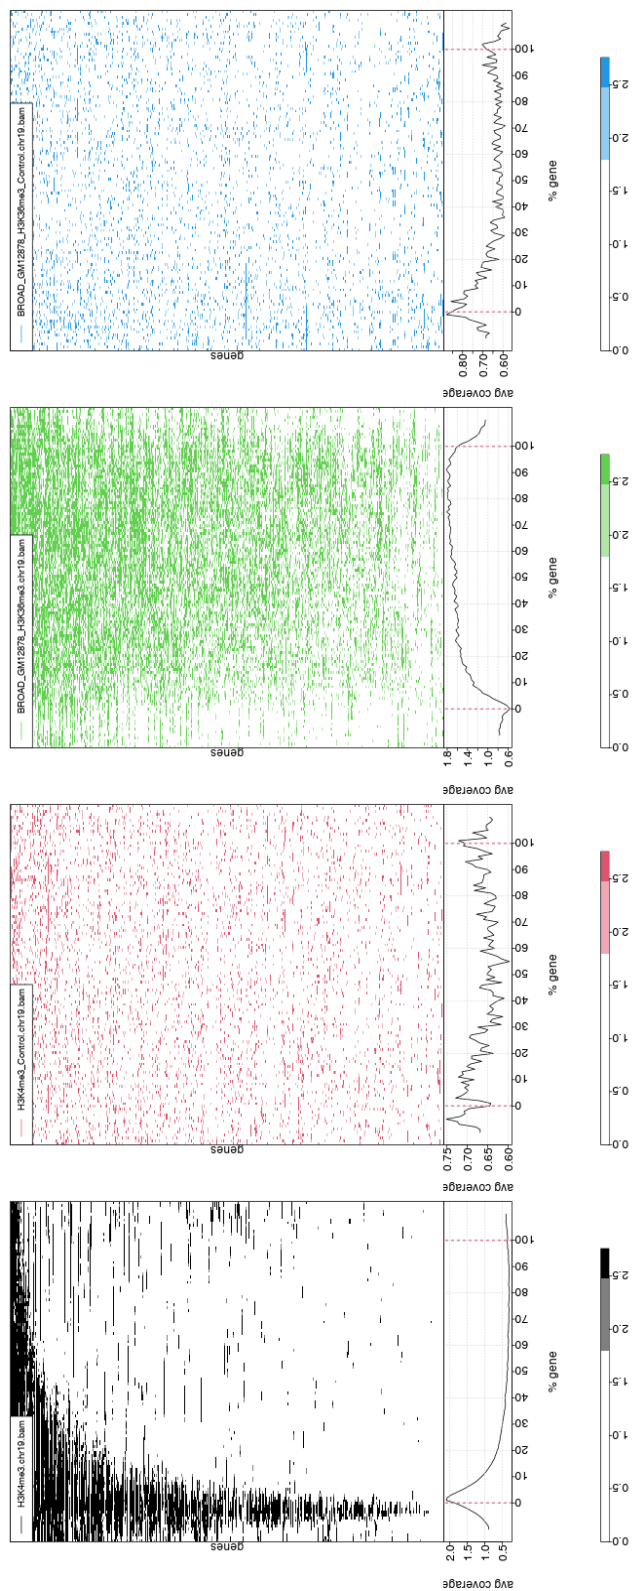 H3K4me3.chr19.bam
genes
2.0
1.5
1.0
0.5
avg coverage
0 10 20 30 40 50 60 70 80 90 100
% gene
0.0 0.5 1.0 1.5 2.0 2.5
H3K4me3_Control.chr19.bam
genes
0.75
0.70
0.65
0.60
avg coverage
0 10 20 30 40 50 60 70 80 90 100
% gene
0.0 0.5 1.0 1.5 2.0 2.5
BROAD_GM12878_H3K36me3.chr19.bam
genes
1.8
1.4
1.0
0.6
avg coverage
0 10 20 30 40 50 60 70 80 90 100
% gene
0.0 0.5 1.0 1.5 2.0 2.5
BROAD_GM12878_H3K36me3_Control.chr19.bam
genes
0.80
0.70
0.60
avg coverage
0 10 20 30 40 50 60 70 80 90 100
% gene
0.0 0.5 1.0 1.5 2.0 2.5